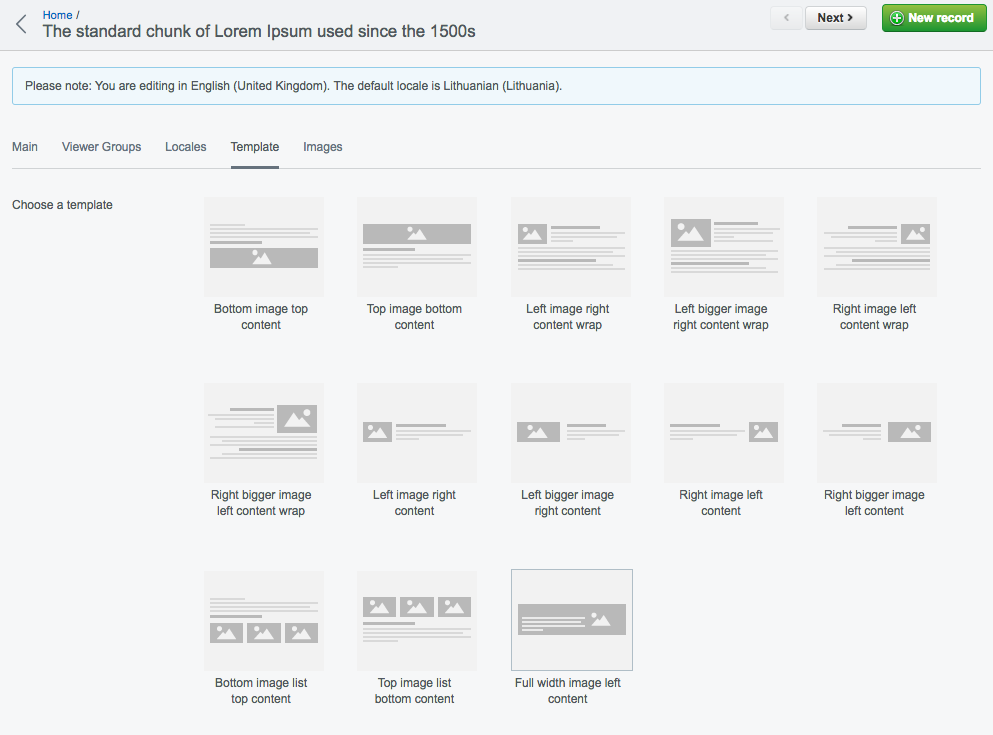 Home /
The standard chunk of Lorem Ipsum used since the 1500s
Next
New record
Please note: You are editing in English (United Kingdom). The default locale is Lithuanian (Lithuania).
Main Viewer Groups Locales Template Images
Choose a template
Bottom image top
content
Top image bottom
content
Left image right
content wrap
Left bigger image
right content wrap
Right image left
content wrap
Right bigger image
left content wrap
Left image right
content
Left bigger image
right content
Right image left
content
Right bigger image
left content
Bottom image list
top content
Top image list
bottom content
Full width image left
content